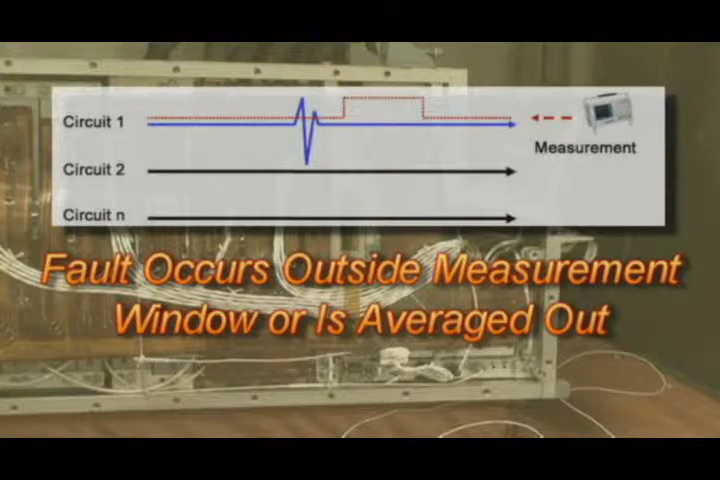 Circuit 1
Measurement
Circuit 2
Circuit n
Fault Occurs Outside Measurement
Window or Is Averaged Out